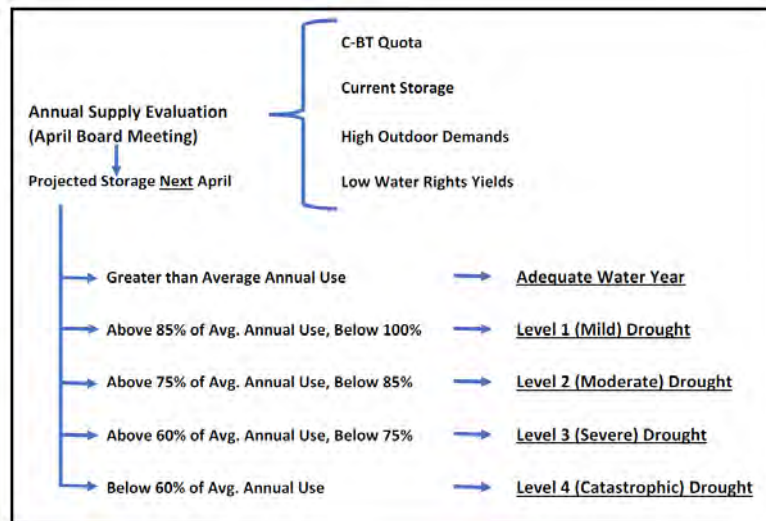 C-BT Quota
Current Storage
Annual Supply Evaluation
(April Board Meeting)
High Outdoor Demands
Projected Storage Next April
Low Water Rights Yields
Greater than Average Annual Use
Adequate Water Year
Above 85% of Avg. Annual Use, Below 100%
Level 1 (Mild) Drought
Above 75% of Avg. Annual Use, Below 85%
Level 2 (Moderate) Drought
Above 60% of Avg. Annual Use, Below 75%
Level 3 (Severe) Drought
Below 60% of Avg. Annual Use
Level 4 (Catastrophic) Drought